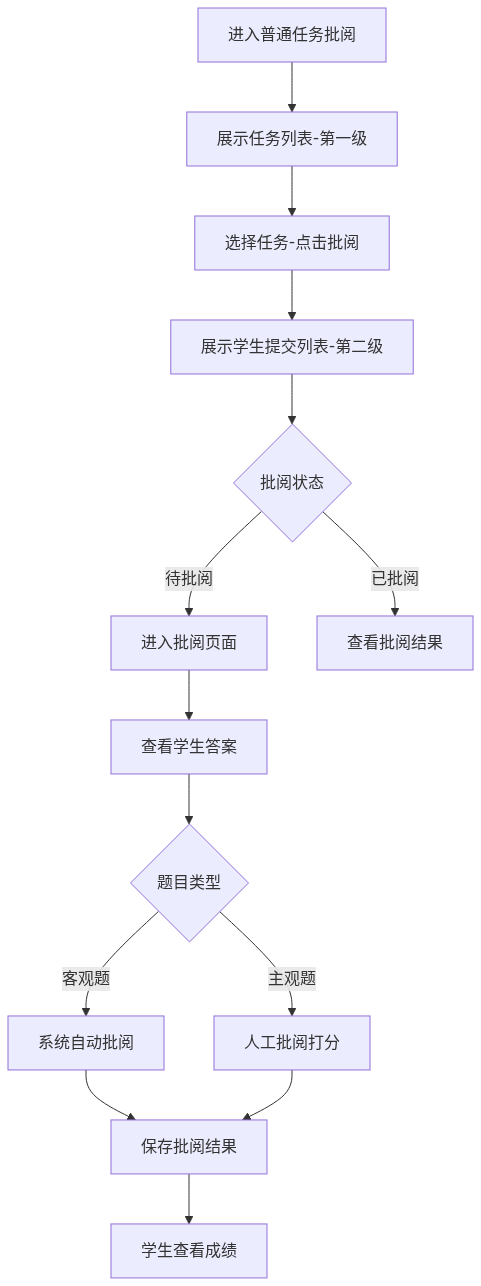 进入普通任务批阅
展示任务列表-第一级
选择任务-点击批阅
展示学生提交列表-第二级
批阅状态
待批阅
已批阅
进入批阅页面
查看批阅结果
查看学生答案
题目类型
客观题
主观题
系统自动批阅
人工批阅打分
保存批阅结果
学生查看成绩